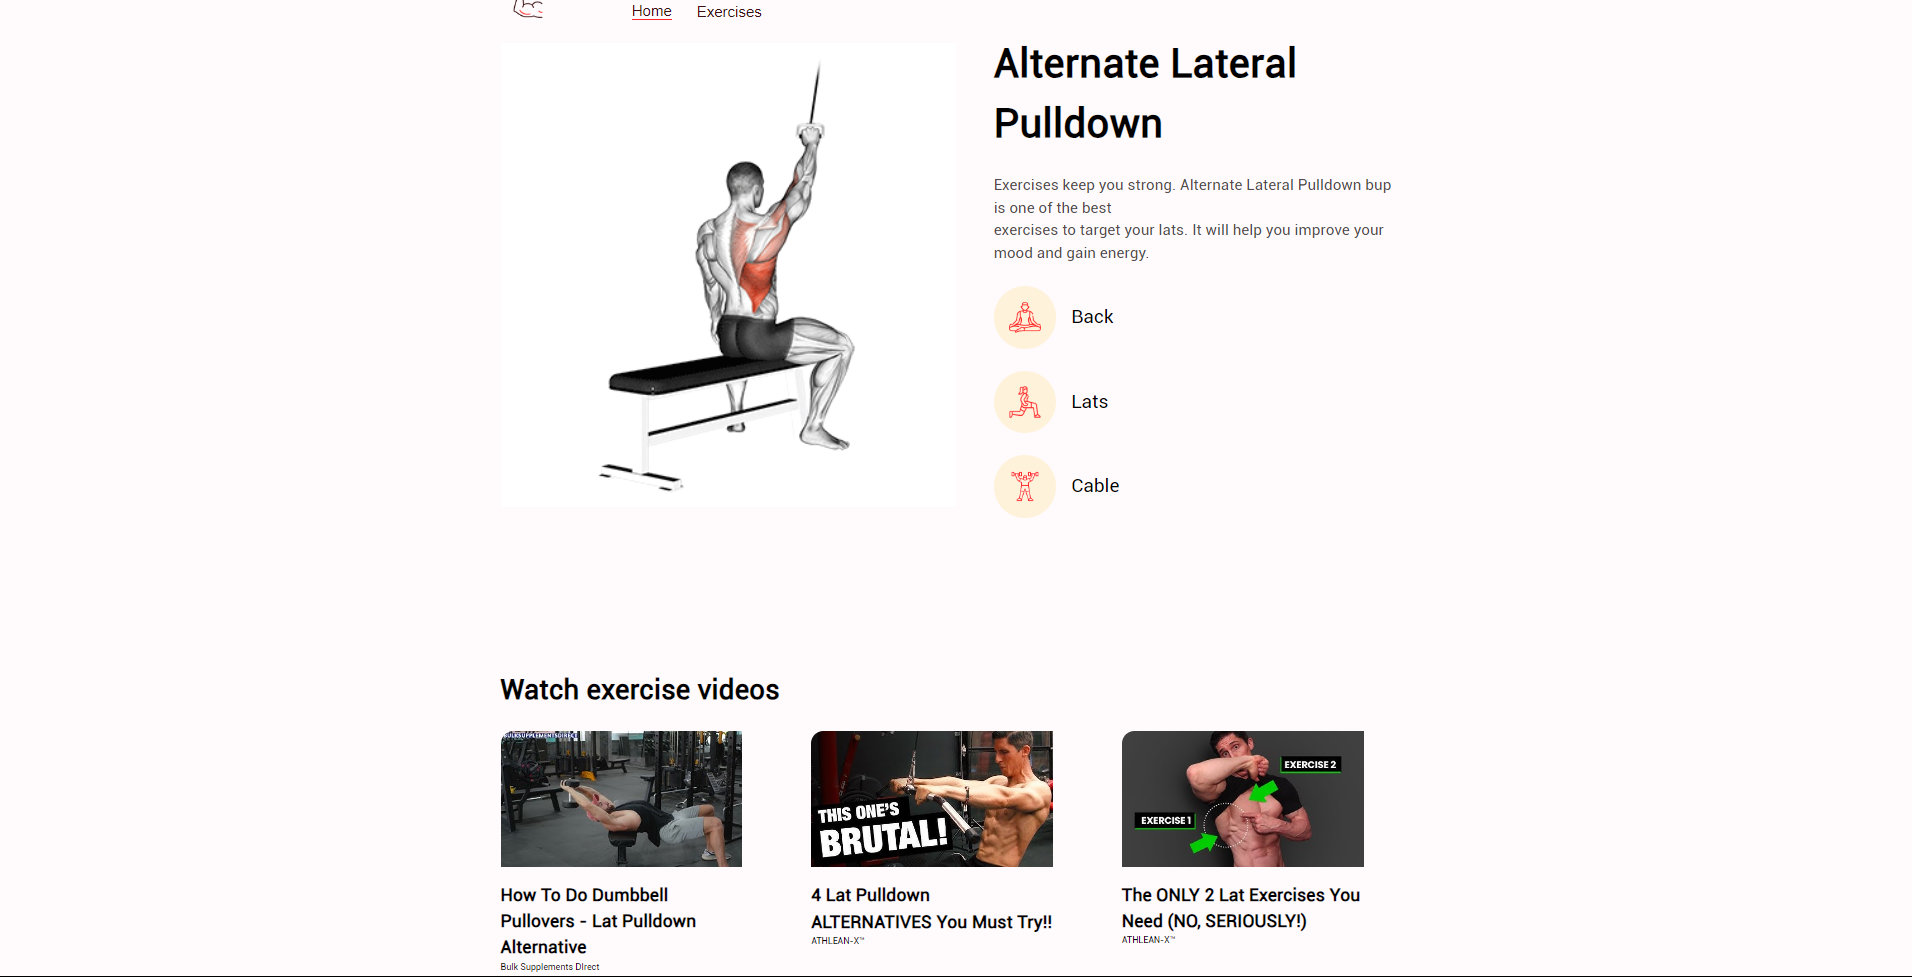 Home
Exercises
Alternate Lateral
Pulldown
Exercises keep you strong. Alternate Lateral Pulldown bup
is one of the best
exercises to target your lats. It will help you improve your
mood and gain energy.
Back
Lats
Cable
Watch exercise videos
BULKSUPPLEMENTSDIRECT
How To Do Dumbbell
Pullovers - Lat Pulldown
Alternative
Bulk Supplements DIrect
THIS ONE'S
BRUTAL!
4 Lat Pulldown
ALTERNATIVES You Must Try!!
ATHLEAN-X™
EXERCISE 2
EXERCISE 1
The ONLY 2 Lat Exercises You
Need (NO, SERIOUSLY!)
ATHLEAN-X™